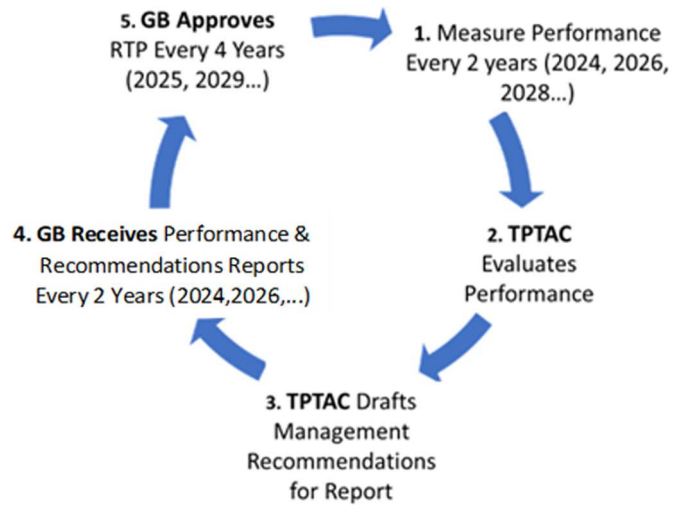 5. GB Approves
RTP Every 4 Years
(2025, 2029...)
1. Measure Performance
Every 2 years (2024, 2026,
2028...)
2. TPTAC
Evaluates
Performance
3. TPTAC Drafts
Management
Recommendations
for Report
4. GB Receives Performance &
Recommendations Reports
Every 2 Years (2024,2026,...)